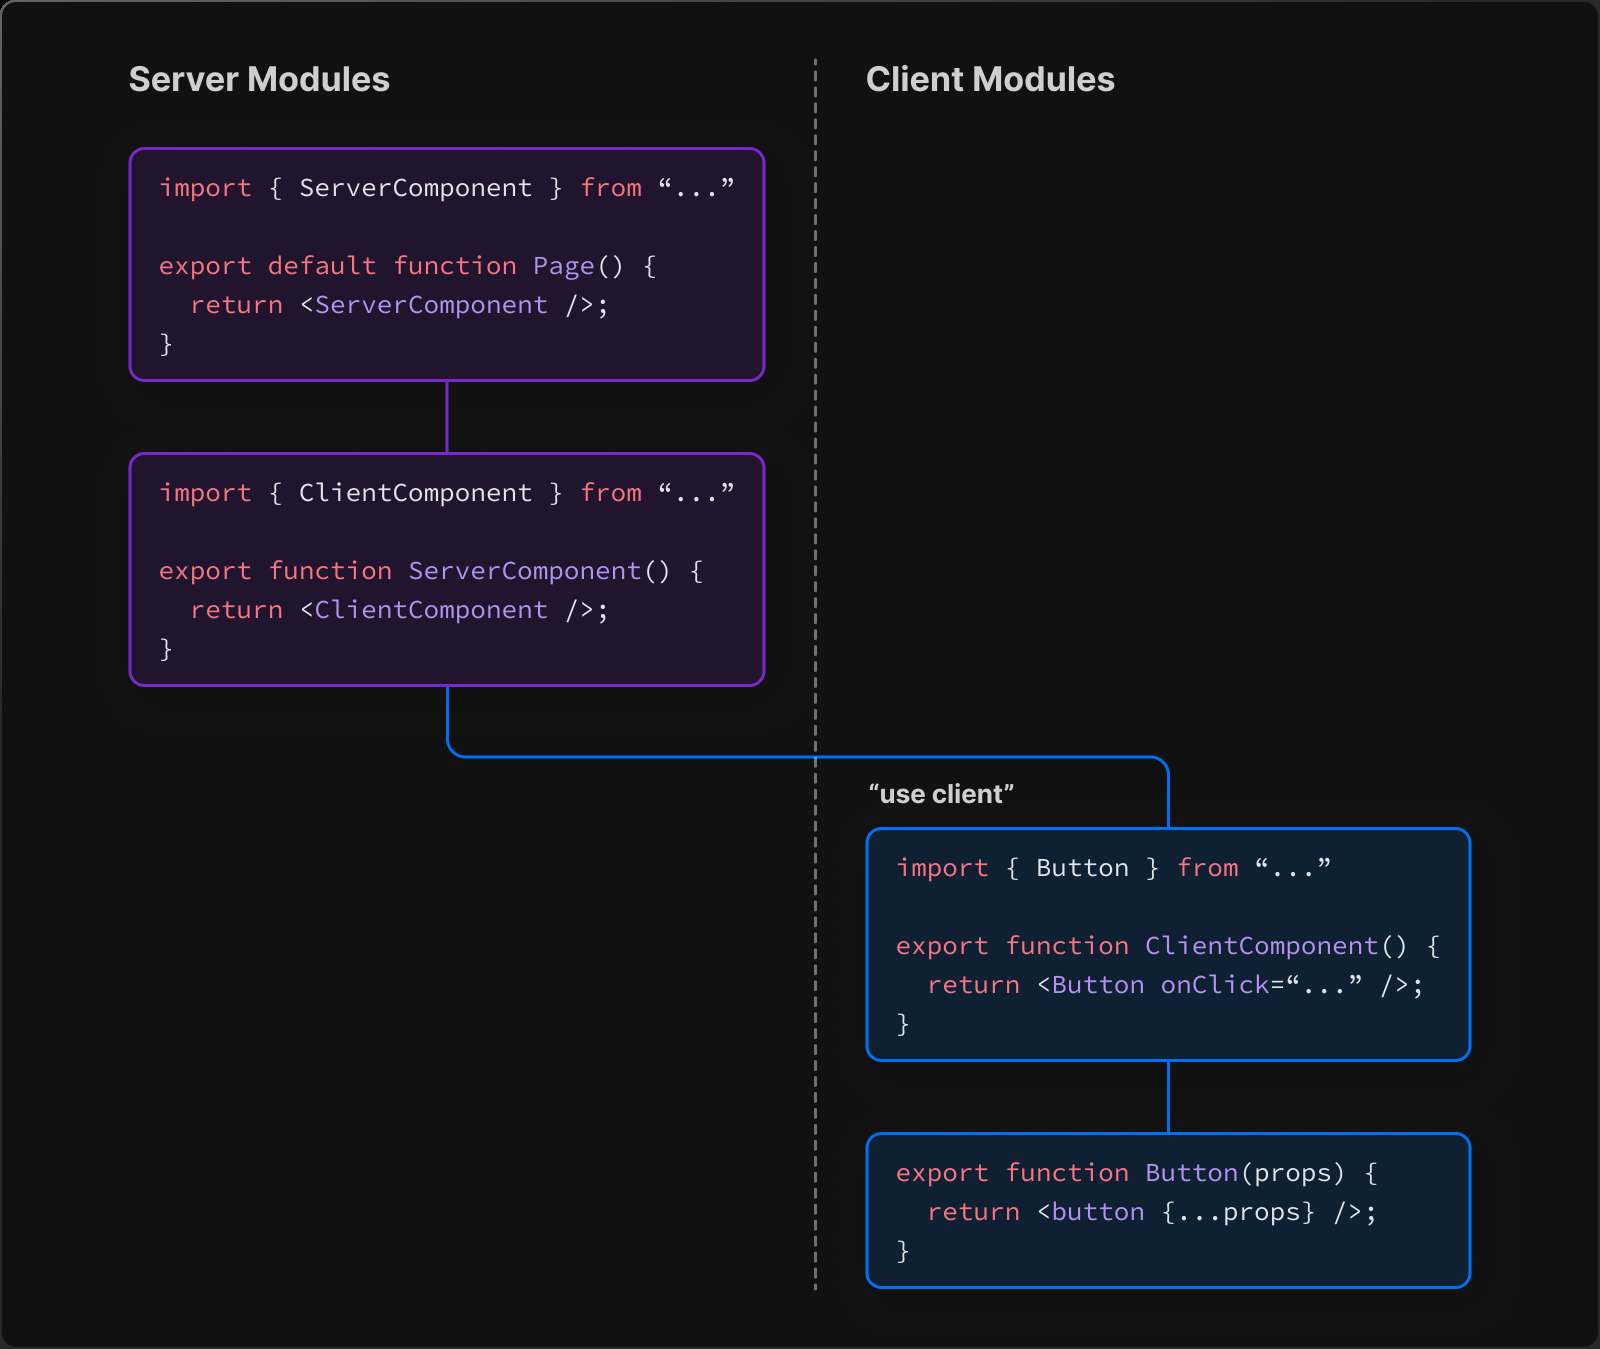 Server Modules
Client Modules
import { ServerComponent } from “...”
export default function Page() {
  return <ServerComponent />;
}
import { ClientComponent } from “...”
export function ServerComponent() {
  return <ClientComponent />;
}
“use client”
import { Button } from “...”
export function ClientComponent() {
  return <Button onClick=“...” />;
}
export function Button(props) {
  return <button {...props} />;
}